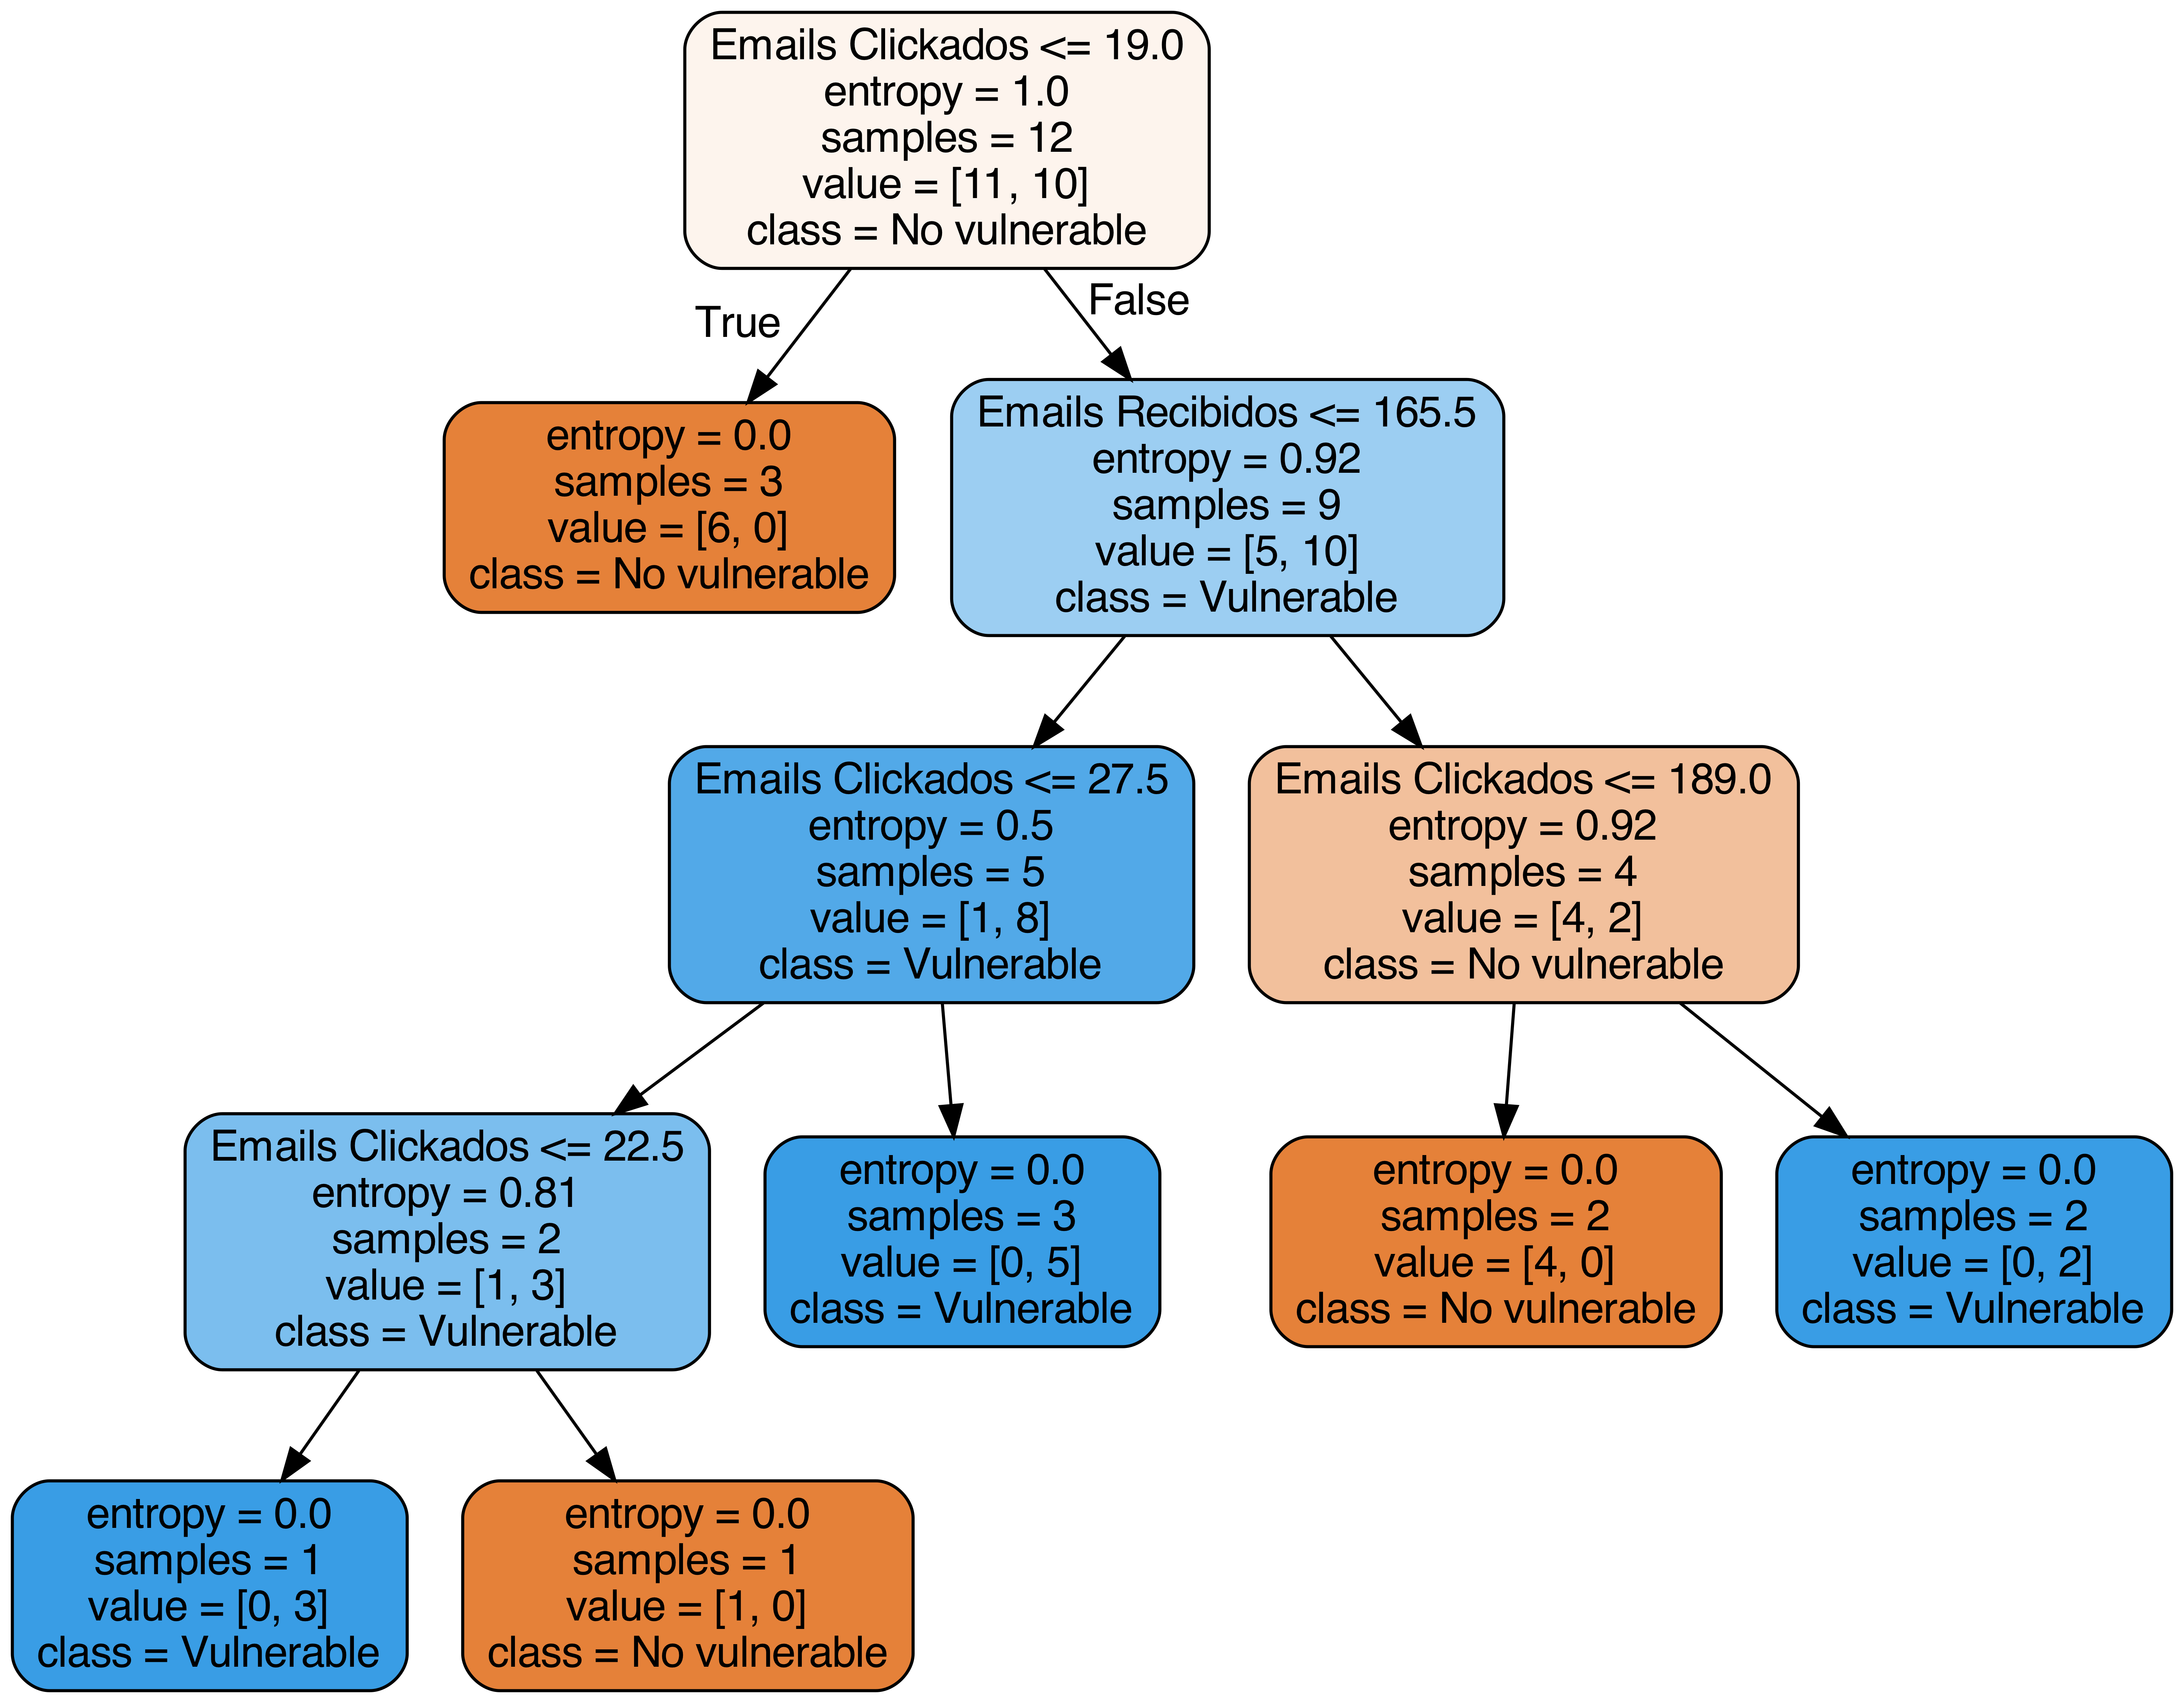 Emails Clickados <= 19.0
entropy = 1.0
samples = 12
value = [11, 10]
class = No vulnerable
True
False
entropy = 0.0
samples = 3
value = [6, 0]
class = No vulnerable
Emails Recibidos <= 165.5
entropy = 0.92
samples = 9
value = [5, 10]
class = Vulnerable
Emails Clickados <= 27.5
entropy = 0.5
samples = 5
value = [1, 8]
class = Vulnerable
Emails Clickados <= 189.0
entropy = 0.92
samples = 4
value = [4, 2]
class = No vulnerable
Emails Clickados <= 22.5
entropy = 0.81
samples = 2
value = [1, 3]
class = Vulnerable
entropy = 0.0
samples = 3
value = [0, 5]
class = Vulnerable
entropy = 0.0
samples = 2
value = [4, 0]
class = No vulnerable
entropy = 0.0
samples = 2
value = [0, 2]
class = Vulnerable
entropy = 0.0
samples = 1
value = [0, 3]
class = Vulnerable
entropy = 0.0
samples = 1
value = [1, 0]
class = No vulnerable